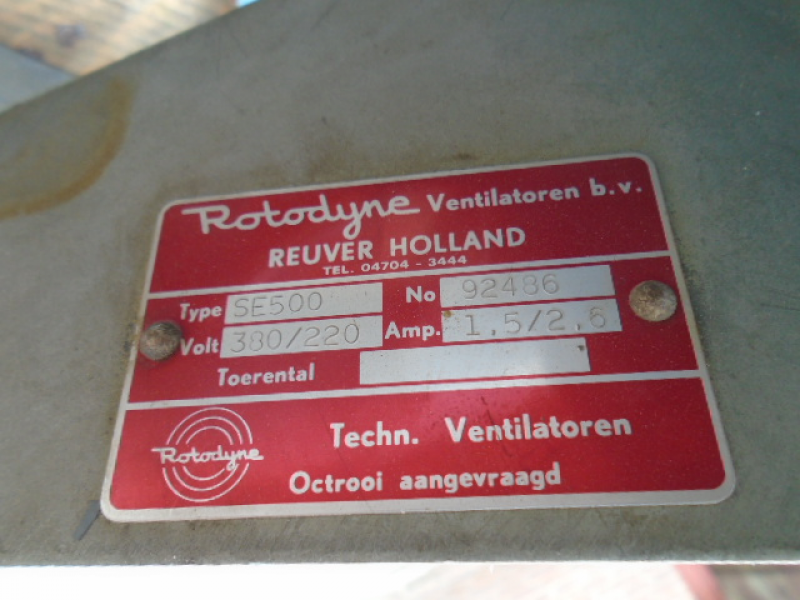 Rotodyne Ventilatoren b.v.
REUVER HOLLAND
TEL. 04704 - 3444
Type SE500 No 92486
Volt 380/220 Amp. 1,5/2,6
Toerental
Rotodyne
Techn. Ventilatoren
Octrooi aangevraagd